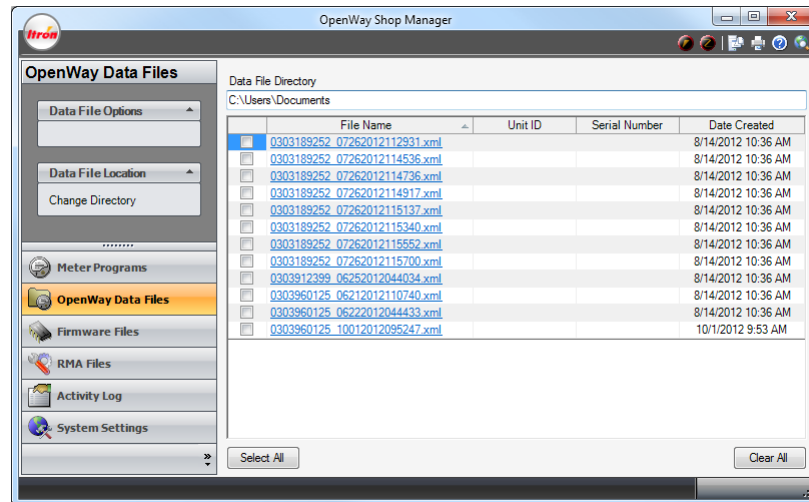 OpenWay Shop Manager
Itron
OpenWay Data Files
Data File Options
Data File Location
Change Directory
Meter Programs
OpenWay Data Files
Firmware Files
RMA Files
Activity Log
System Settings
Data File Directory
C:\Users\Documents
File Name Unit ID Serial Number Date Created
0303189252_07262012112931.xml 8/14/2012 10:36 AM
0303189252_07262012114536.xml 8/14/2012 10:36 AM
0303189252_07262012114736.xml 8/14/2012 10:36 AM
0303189252_07262012114917.xml 8/14/2012 10:36 AM
0303189252_07262012115137.xml 8/14/2012 10:36 AM
0303189252_07262012115340.xml 8/14/2012 10:36 AM
0303189252_07262012115552.xml 8/14/2012 10:36 AM
0303189252_07262012115700.xml 8/14/2012 10:36 AM
0303912399_06252012044034.xml 8/14/2012 10:36 AM
0303960125_06212012110740.xml 8/14/2012 10:36 AM
0303960125_06222012044433.xml 8/14/2012 10:36 AM
0303960125_10012012095247.xml 10/1/2012 9:53 AM
Select All Clear All